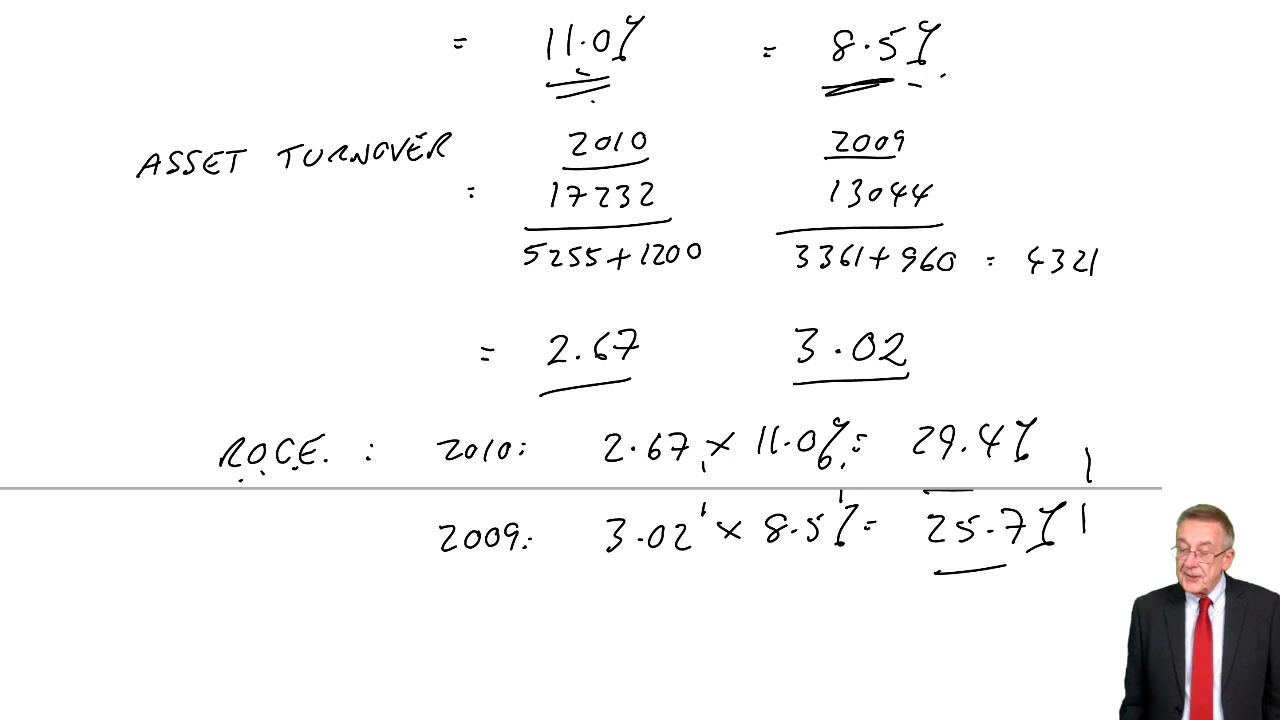 = 11.0% = 8.5%
ASSET TURNOVER 2010 2009
= 17232 13044
5255+1200 3361+960 = 4321
= 2.67 3.02
R.O.C.E. : 2010: 2.67 × 11.0% = 29.4%
2009: 3.02 × 8.5% = 25.7%